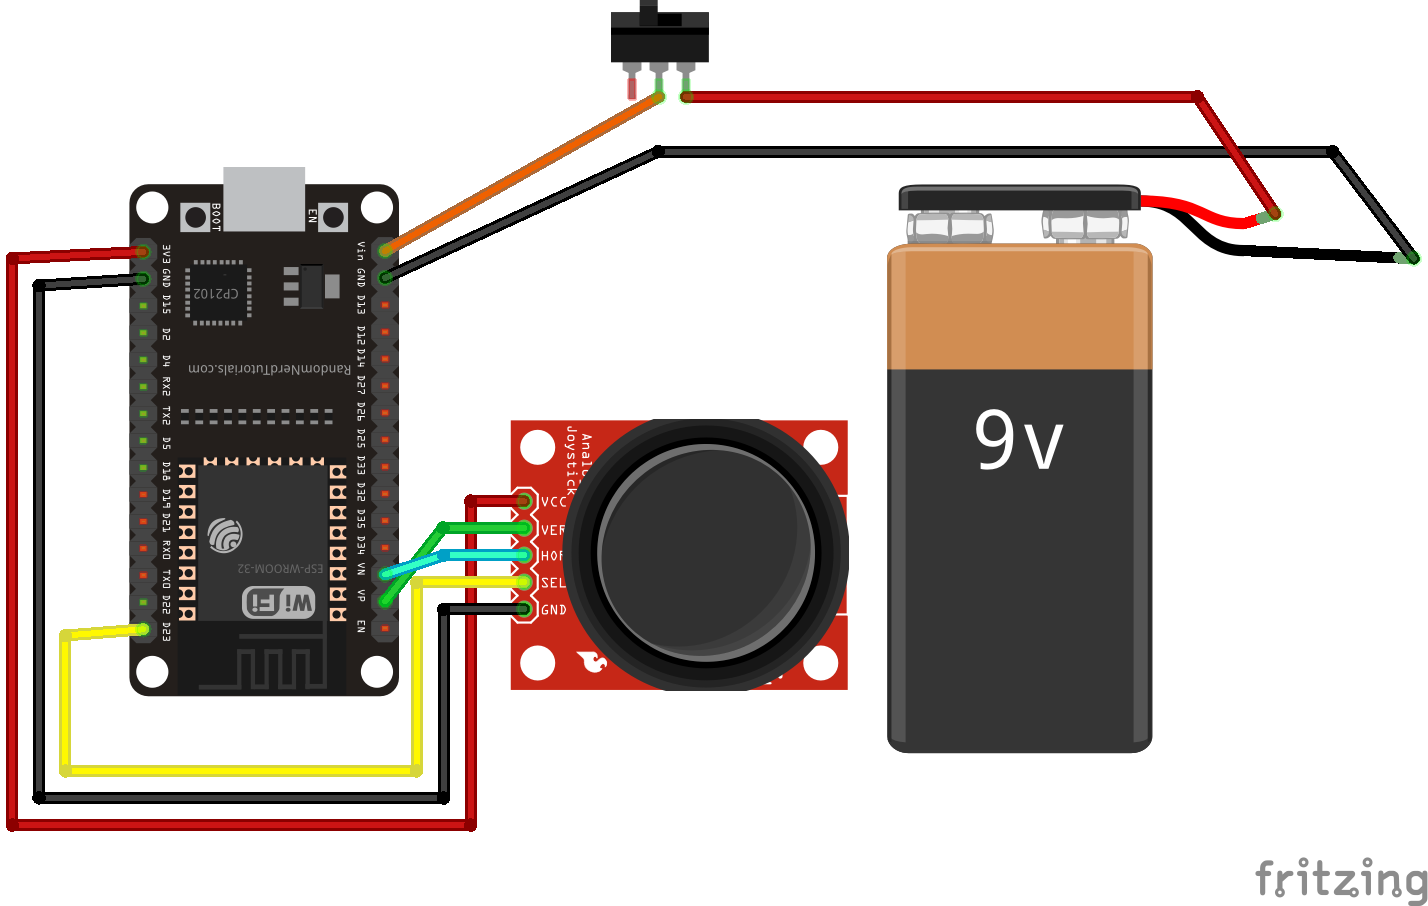 BOOT
EN
3V3
GND
D15
D2
D4
RX2
TX2
D5
D18
D19
D21
RX0
TX0
D22
D23
Vin
GND
D13
D12
D14
D27
D26
D25
D33
D32
D35
D34
VN
VP
EN
CP2102
RandomNerdTutorials.com
ESP-WROOM-32
Wi Fi
Joystick
VCC
VER
HOR
SEL
GND
9v
fritzing